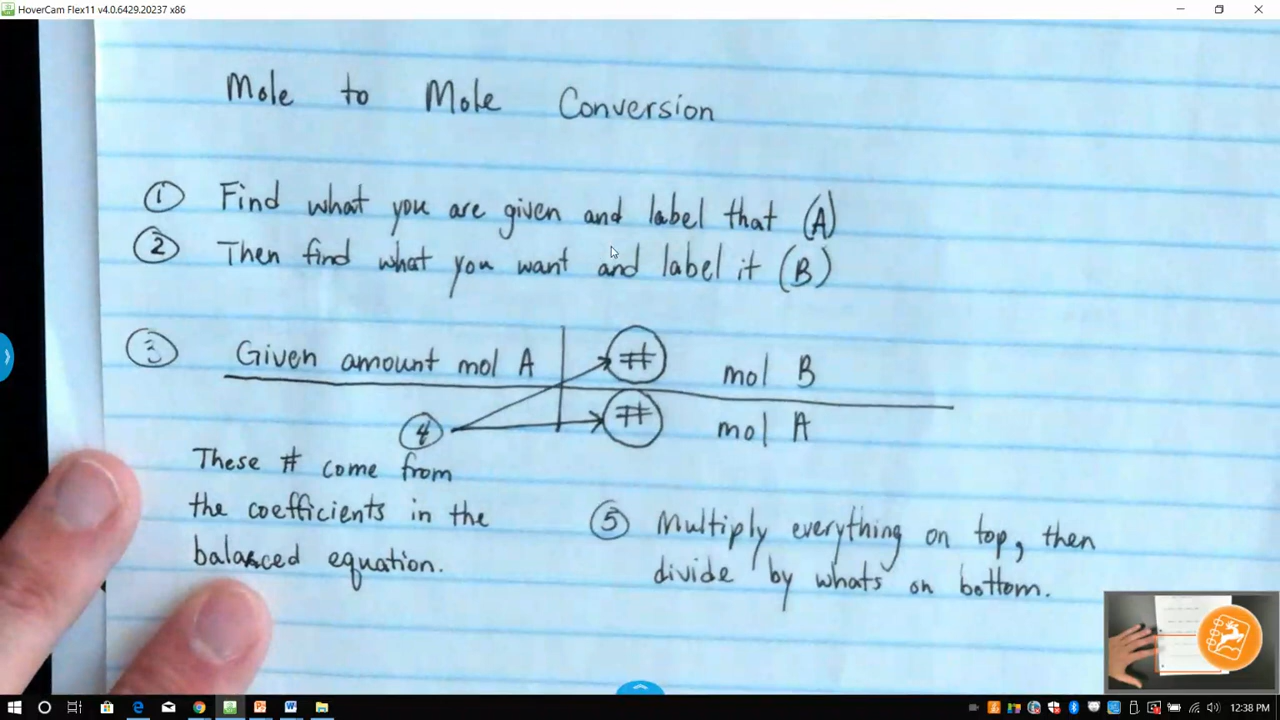 HoverCam Flex11 v4.0.6429.20237 x86
Mole to Mole Conversion
① Find what you are given and label that (A)
② Then find what you want and label it (B)
③ Given amount mol A # mol B
④ # mol A
These # come from
the coefficients in the
balanced equation.
⑤ Multiply everything on top, then
divide by whats on bottom.
12:38 PM